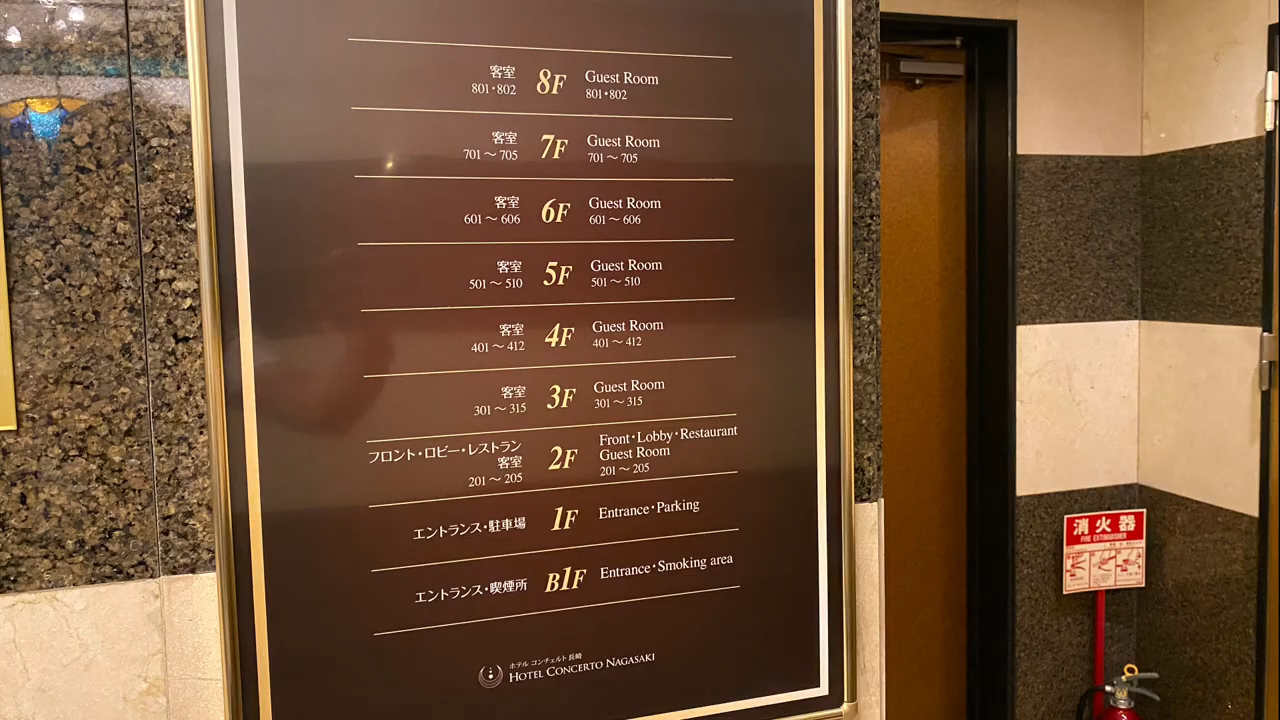 客室 8F Guest Room
801・802 801・802
客室 7F Guest Room
701～705 701～705
客室 6F Guest Room
601～606 601～606
客室 5F Guest Room
501～510 501～510
客室 4F Guest Room
401～412 401～412
客室 3F Guest Room
301～315 301～315
フロント・ロビー・レストラン 2F Front・Lobby・Restaurant
客室 Guest Room
201～205 201～205
エントランス・駐車場 1F Entrance・Parking
エントランス・喫煙所 B1F Entrance・Smoking area
ホテル コンチェルト 長崎
HOTEL CONCERTO NAGASAKI
消火器
FIRE EXTINGUISHER